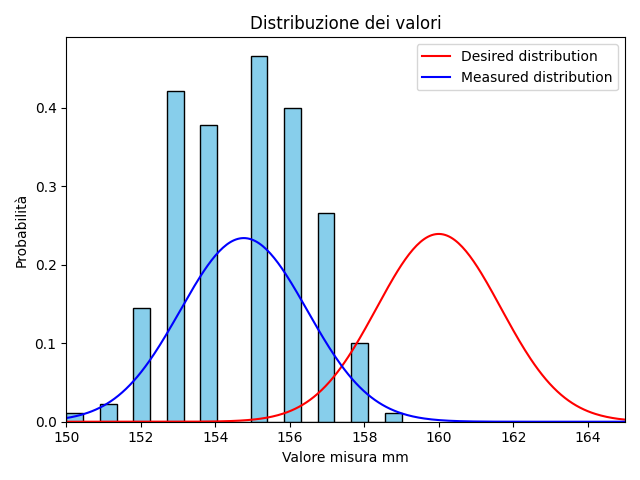 Distribuzione dei valori
Desired distribution
Measured distribution
Probabilità
0.4
0.3
0.2
0.1
0.0
150 152 154 156 158 160 162 164
Valore misura mm